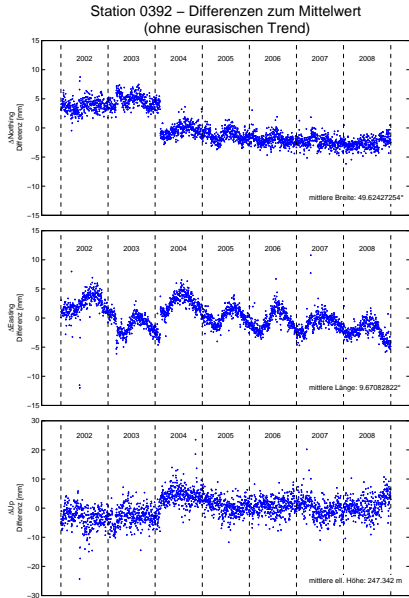 Station 0392 – Differenzen zum Mittelwert
(ohne eurasischen Trend)
ΔNorthing
Differenz [mm]
15
10
5
0
−5
−10
−15
2002 2003 2004 2005 2006 2007 2008
mittlere Breite: 49.62427254°
ΔEasting
Differenz [mm]
15
10
5
0
−5
−10
−15
2002 2003 2004 2005 2006 2007 2008
mittlere Länge: 9.67082822°
ΔUp
Differenz [mm]
30
20
10
0
−10
−20
−30
2002 2003 2004 2005 2006 2007 2008
mittlere ell. Höhe: 247.342 m